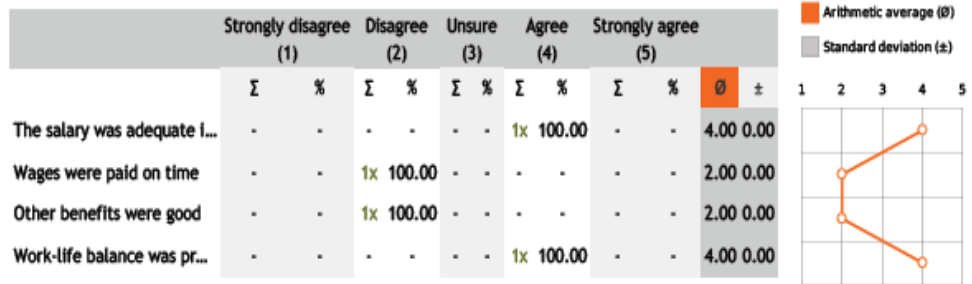 Arithmetic average (Ø)
Standard deviation (±)
Strongly disagree (1) Disagree (2) Unsure (3) Agree (4) Strongly agree (5)
Σ % Σ % Σ % Σ % Σ % Ø ± 1 2 3 4 5
The salary was adequate i... - - - - - - 1x 100.00 - - 4.00 0.00
Wages were paid on time - - 1x 100.00 - - - - - - 2.00 0.00
Other benefits were good - - 1x 100.00 - - - - - - 2.00 0.00
Work-life balance was pr... - - - - - - 1x 100.00 - - 4.00 0.00